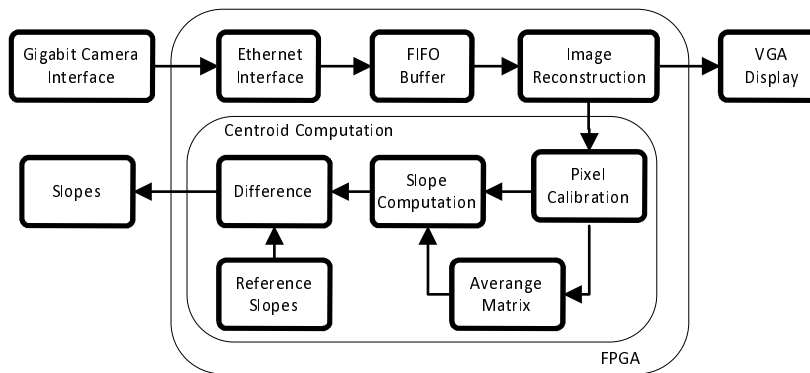 Gigabit Camera
Interface
Ethernet
Interface
FIFO
Buffer
Image
Reconstruction
VGA
Display
Centroid Computation
Slopes
Difference
Slope
Computation
Pixel
Calibration
Reference
Slopes
Averange
Matrix
FPGA